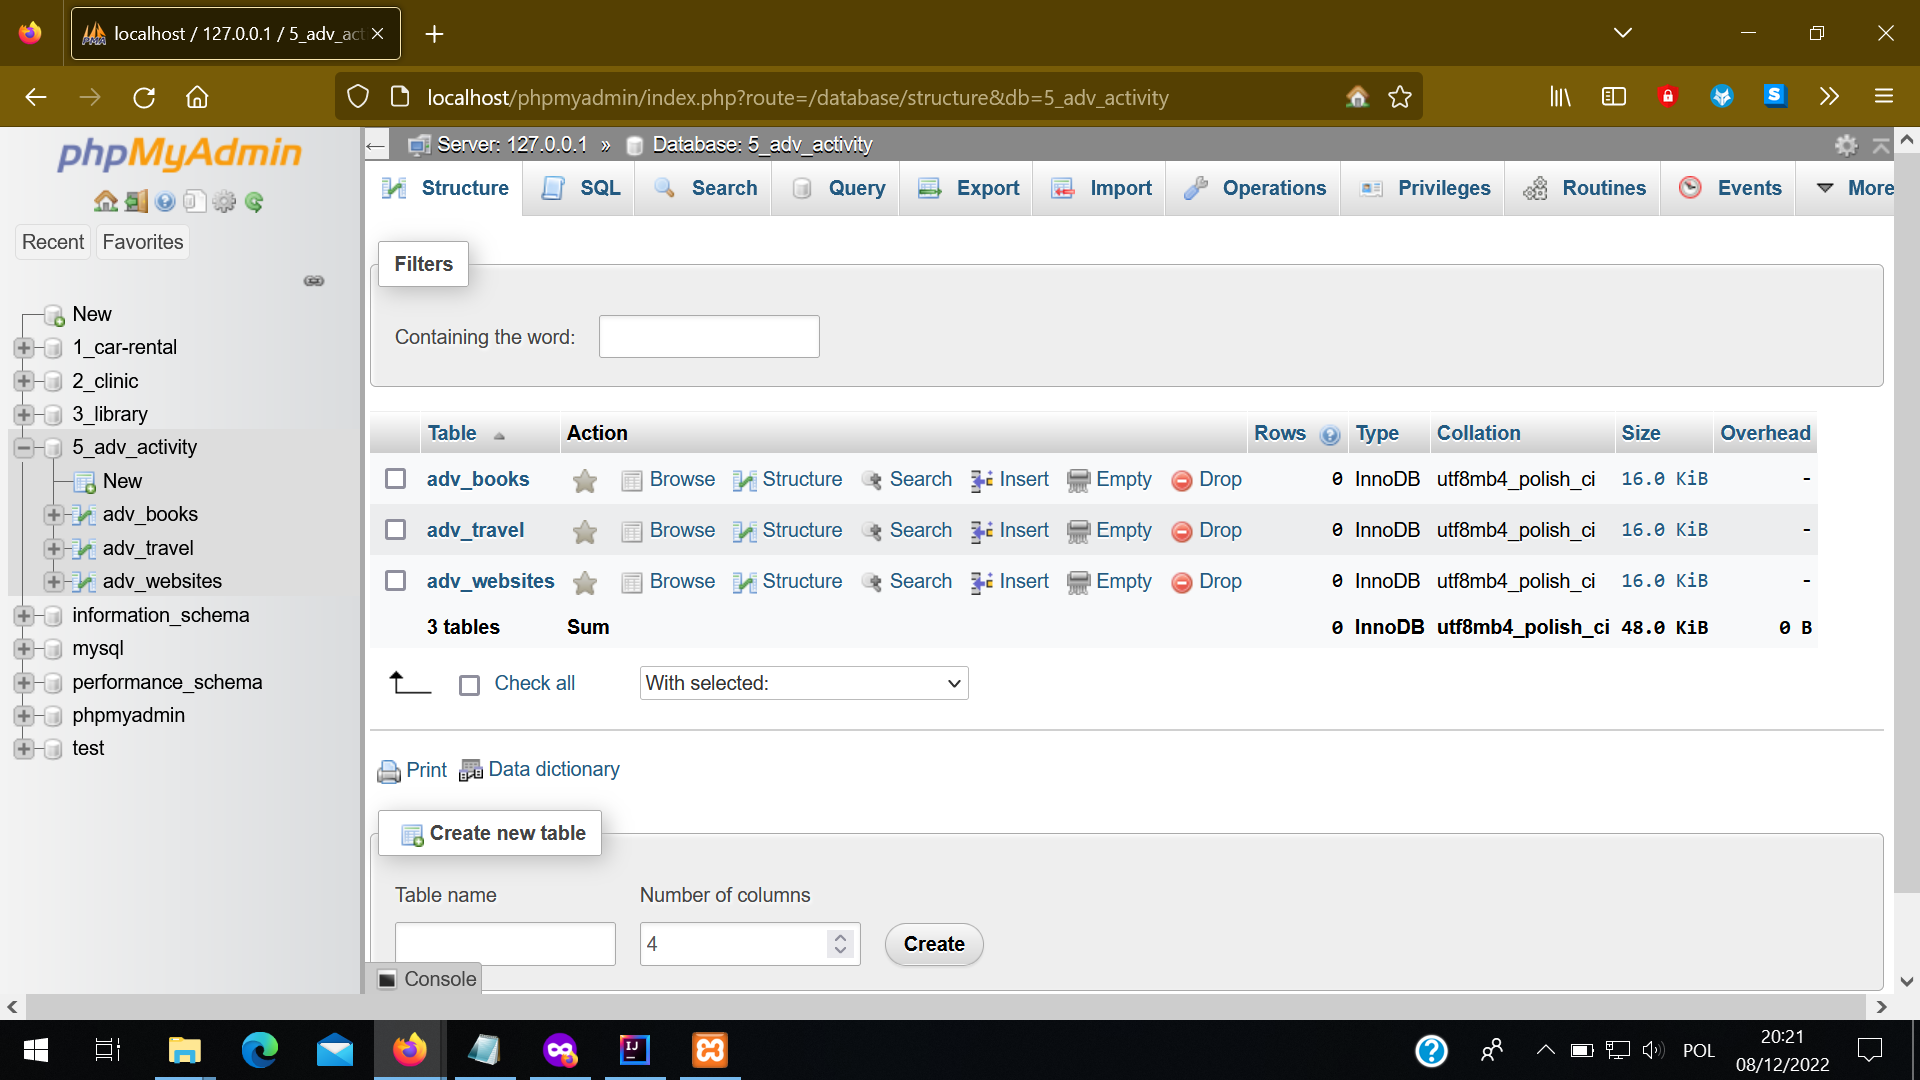 localhost / 127.0.0.1 / 5_adv_act
localhost/phpmyadmin/index.php?route=/database/structure&db=5_adv_activity
phpMyAdmin
Recent Favorites
New
1_car-rental
2_clinic
3_library
5_adv_activity
New
adv_books
adv_travel
adv_websites
information_schema
mysql
performance_schema
phpmyadmin
test
Server: 127.0.0.1 » Database: 5_adv_activity
Structure SQL Search Query Export Import Operations Privileges Routines Events More
Filters
Containing the word:
Table Action Rows Type Collation Size Overhead
adv_books Browse Structure Search Insert Empty Drop 0 InnoDB utf8mb4_polish_ci 16.0 KiB -
adv_travel Browse Structure Search Insert Empty Drop 0 InnoDB utf8mb4_polish_ci 16.0 KiB -
adv_websites Browse Structure Search Insert Empty Drop 0 InnoDB utf8mb4_polish_ci 16.0 KiB -
3 tables Sum 0 InnoDB utf8mb4_polish_ci 48.0 KiB 0 B
Check all With selected:
Print Data dictionary
Create new table
Table name Number of columns
4 Create
Console
POL
20:21
08/12/2022